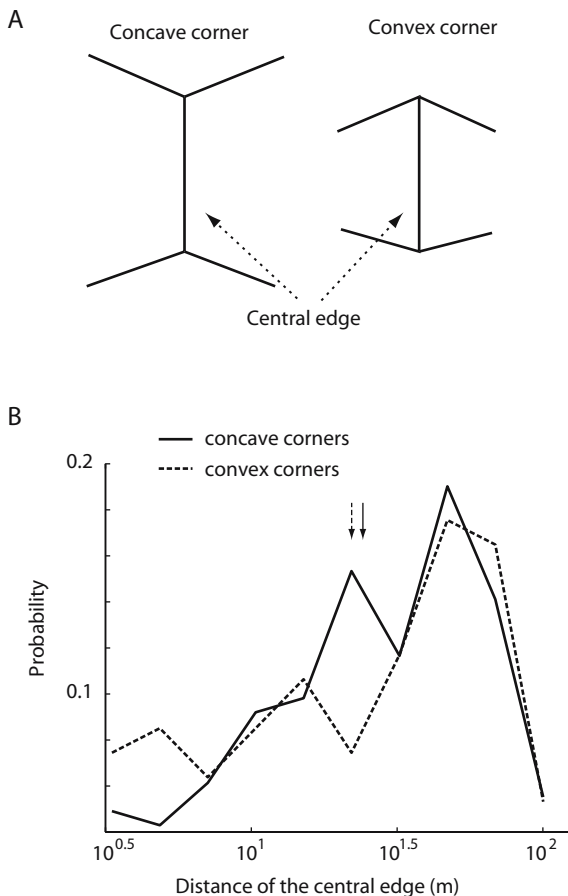 A
Concave corner
Convex corner
Central edge
B
concave corners
convex corners
0.2
0.1
Probability
10^0.5
10^1
10^1.5
10^2
Distance of the central edge (m)